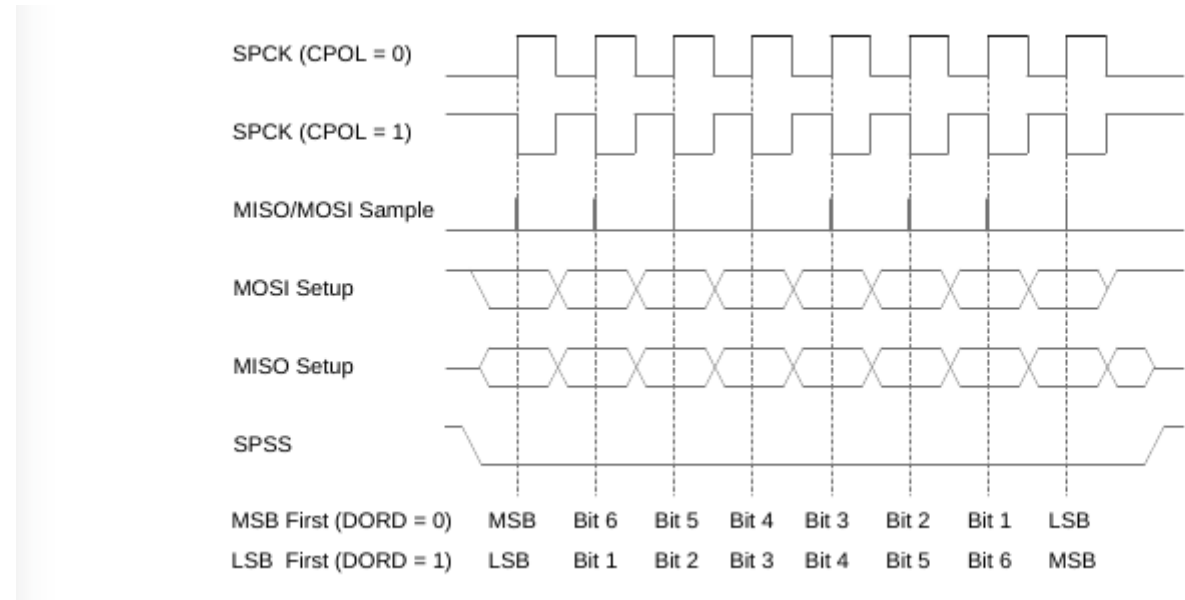 SPCK (CPOL = 0)
SPCK (CPOL = 1)
MISO/MOSI Sample
MOSI Setup
MISO Setup
SPSS
MSB First (DORD = 0) MSB Bit 6 Bit 5 Bit 4 Bit 3 Bit 2 Bit 1 LSB
LSB First (DORD = 1) LSB Bit 1 Bit 2 Bit 3 Bit 4 Bit 5 Bit 6 MSB